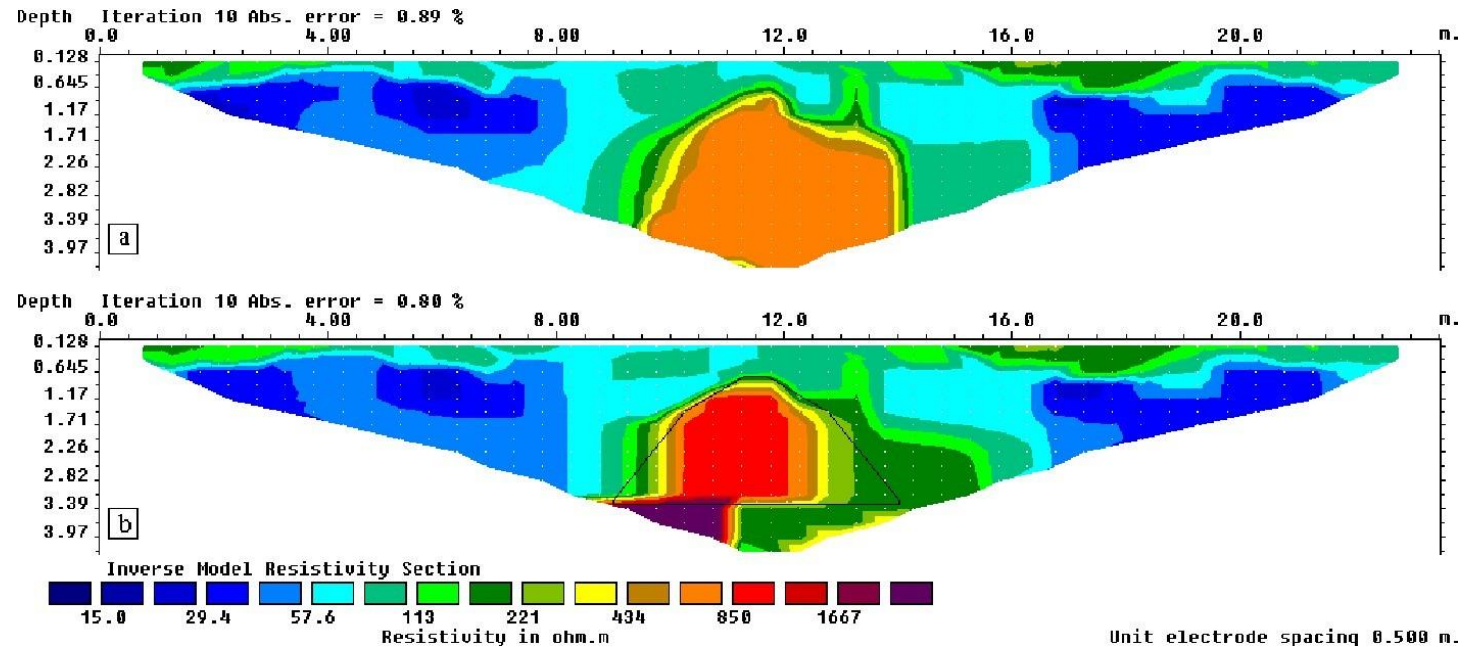 Depth Iteration 10 Abs. error = 0.89 %
0.0 4.00 8.00 12.0 16.0 20.0 m.
0.128
0.645
1.17
1.71
2.26
2.82
3.39
3.97
a
Depth Iteration 10 Abs. error = 0.80 %
0.0 4.00 8.00 12.0 16.0 20.0 m.
0.128
0.645
1.17
1.71
2.26
2.82
3.39
3.97
b
Inverse Model Resistivity Section
15.0 29.4 57.6 113 221 434 850 1667
Resistivity in ohm.m Unit electrode spacing 0.500 m.